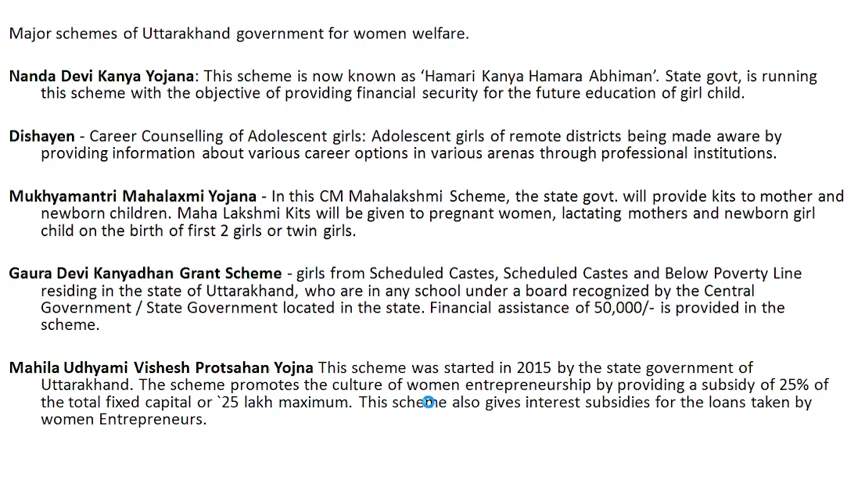 Major schemes of Uttarakhand government for women welfare.
Nanda Devi Kanya Yojana: This scheme is now known as ‘Hamari Kanya Hamara Abhiman’. State govt, is running
this scheme with the objective of providing financial security for the future education of girl child.
Dishayen - Career Counselling of Adolescent girls: Adolescent girls of remote districts being made aware by
providing information about various career options in various arenas through professional institutions.
Mukhyamantri Mahalaxmi Yojana - In this CM Mahalakshmi Scheme, the state govt. will provide kits to mother and
newborn children. Maha Lakshmi Kits will be given to pregnant women, lactating mothers and newborn girl
child on the birth of first 2 girls or twin girls.
Gaura Devi Kanyadhan Grant Scheme - girls from Scheduled Castes, Scheduled Castes and Below Poverty Line
residing in the state of Uttarakhand, who are in any school under a board recognized by the Central
Government / State Government located in the state. Financial assistance of 50,000/- is provided in the
scheme.
Mahila Udhyami Vishesh Protsahan Yojna This scheme was started in 2015 by the state government of
Uttarakhand. The scheme promotes the culture of women entrepreneurship by providing a subsidy of 25% of
the total fixed capital or `25 lakh maximum. This scheme also gives interest subsidies for the loans taken by
women Entrepreneurs.